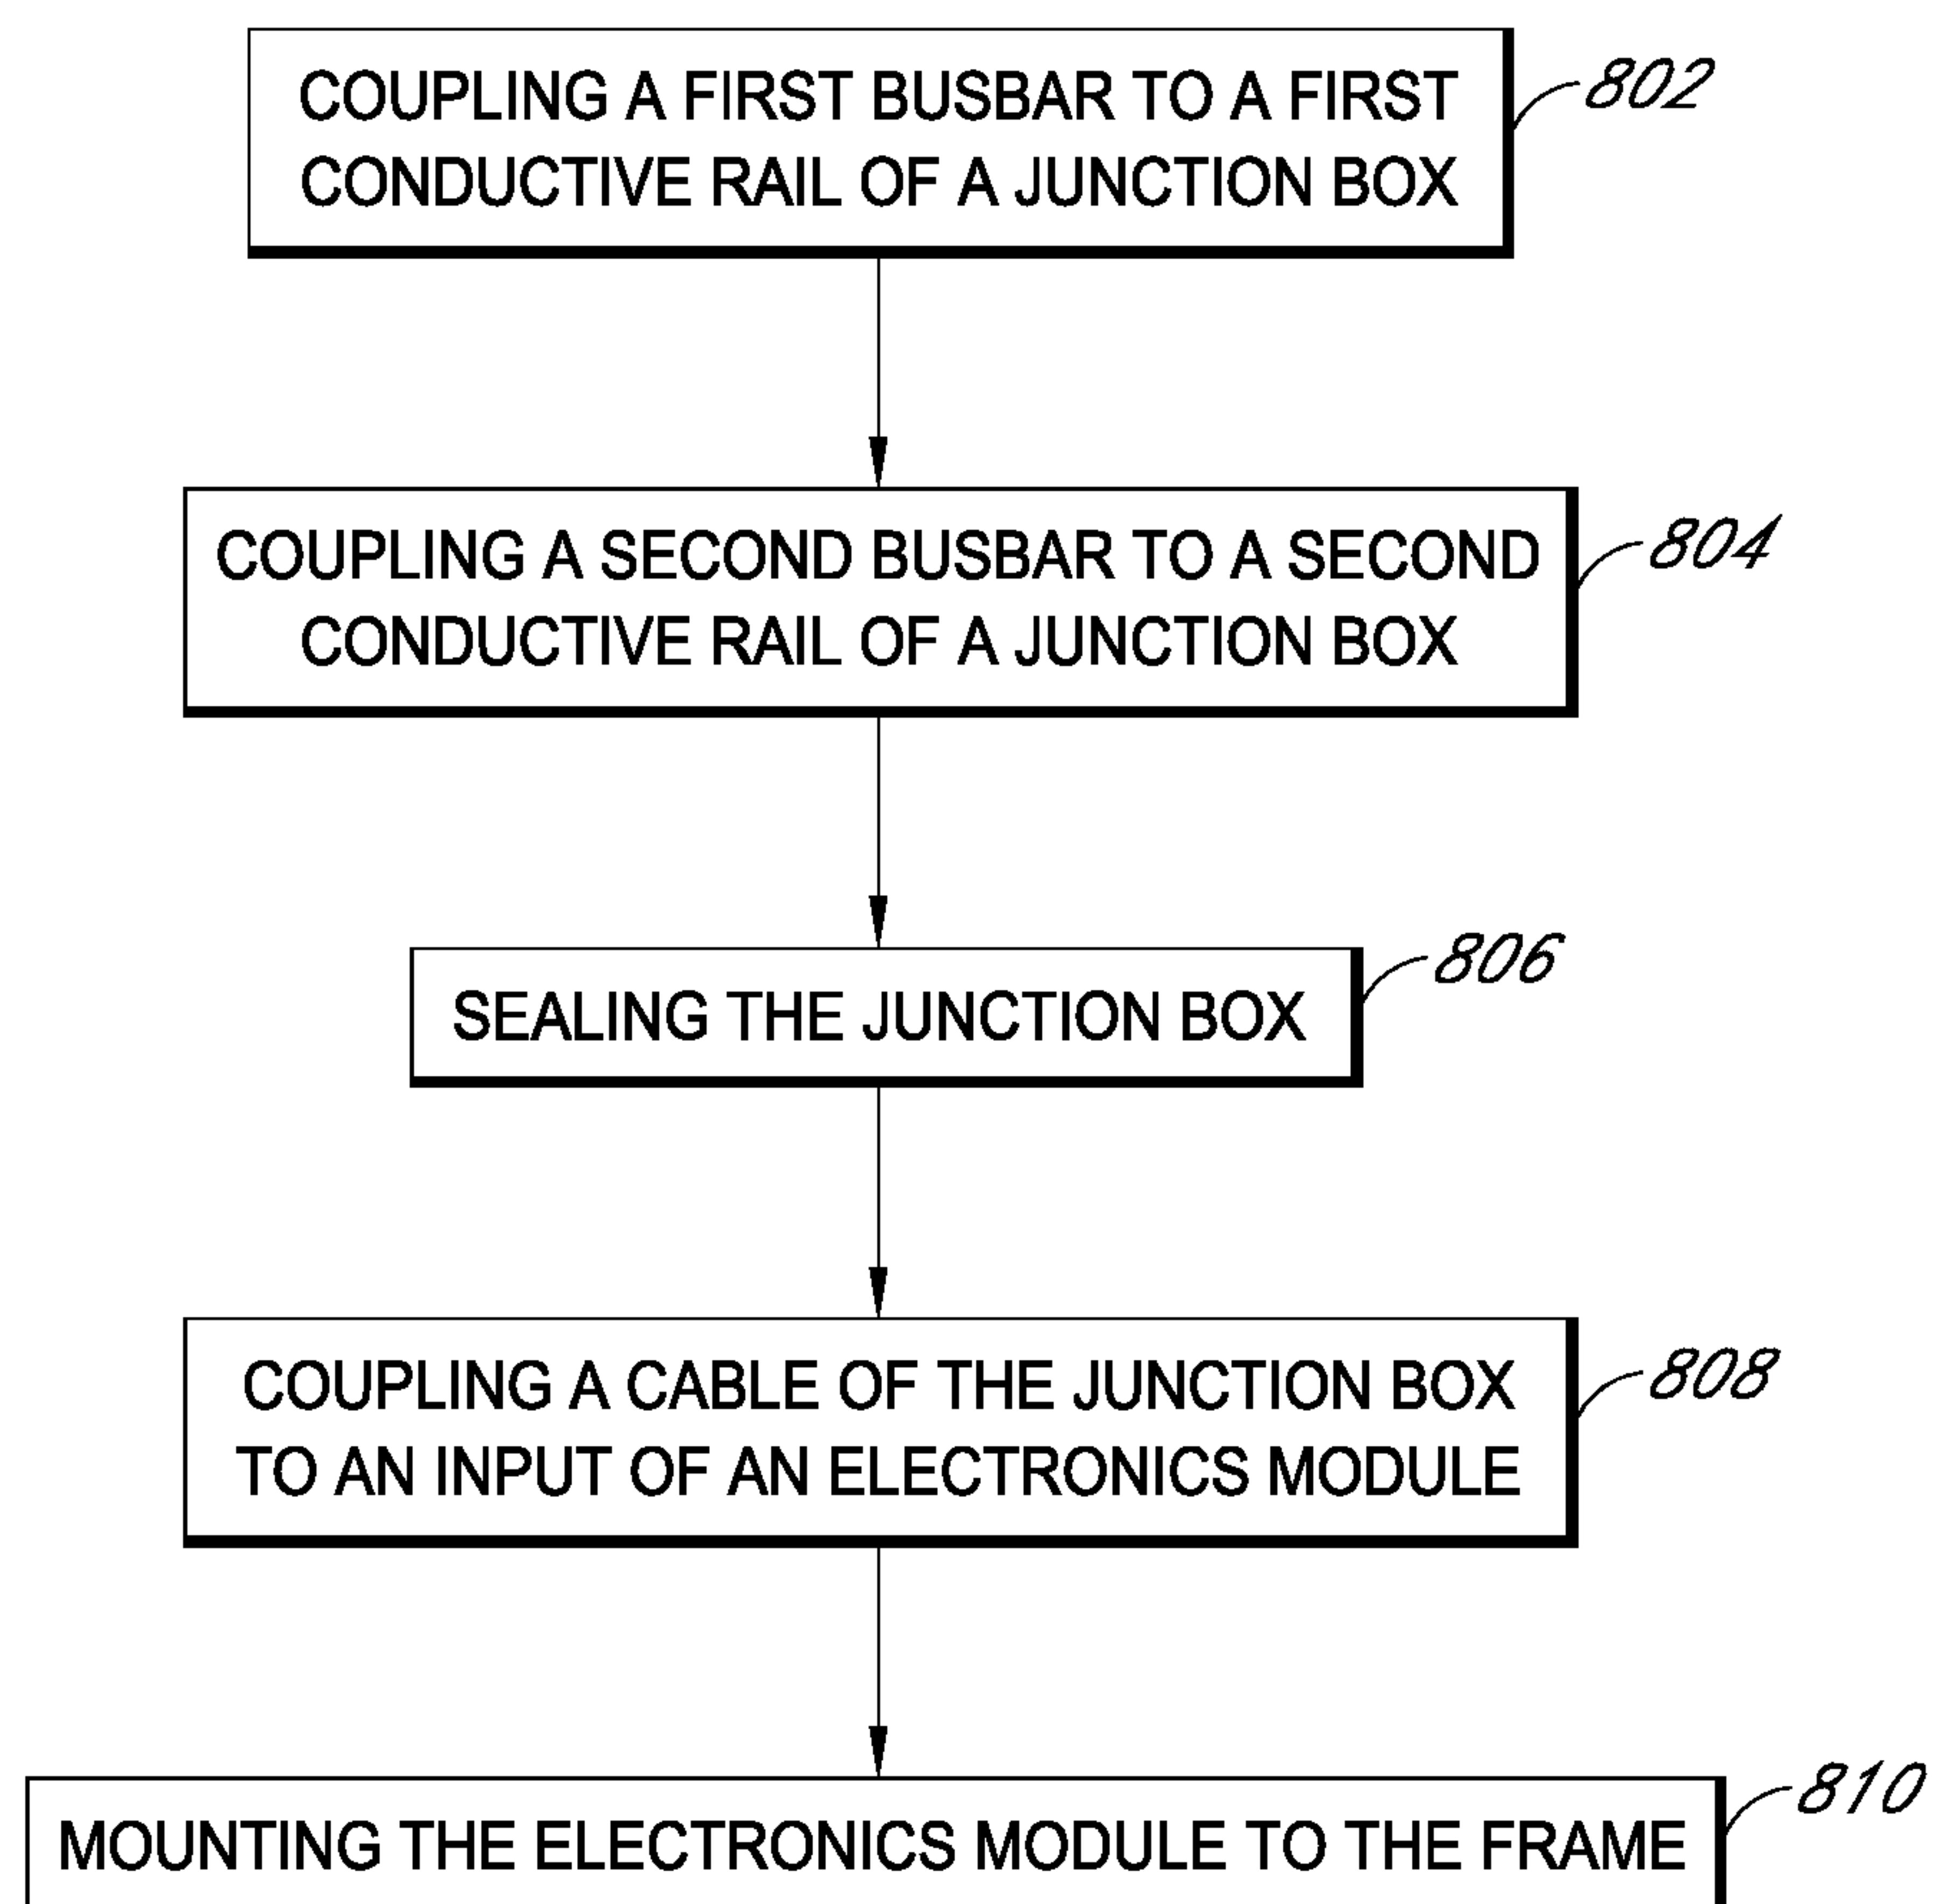 COUPLING A FIRST BUSBAR TO A FIRST
CONDUCTIVE RAIL OF A JUNCTION BOX
802
COUPLING A SECOND BUSBAR TO A SECOND
CONDUCTIVE RAIL OF A JUNCTION BOX
804
SEALING THE JUNCTION BOX
806
COUPLING A CABLE OF THE JUNCTION BOX
TO AN INPUT OF AN ELECTRONICS MODULE
808
MOUNTING THE ELECTRONICS MODULE TO THE FRAME
810